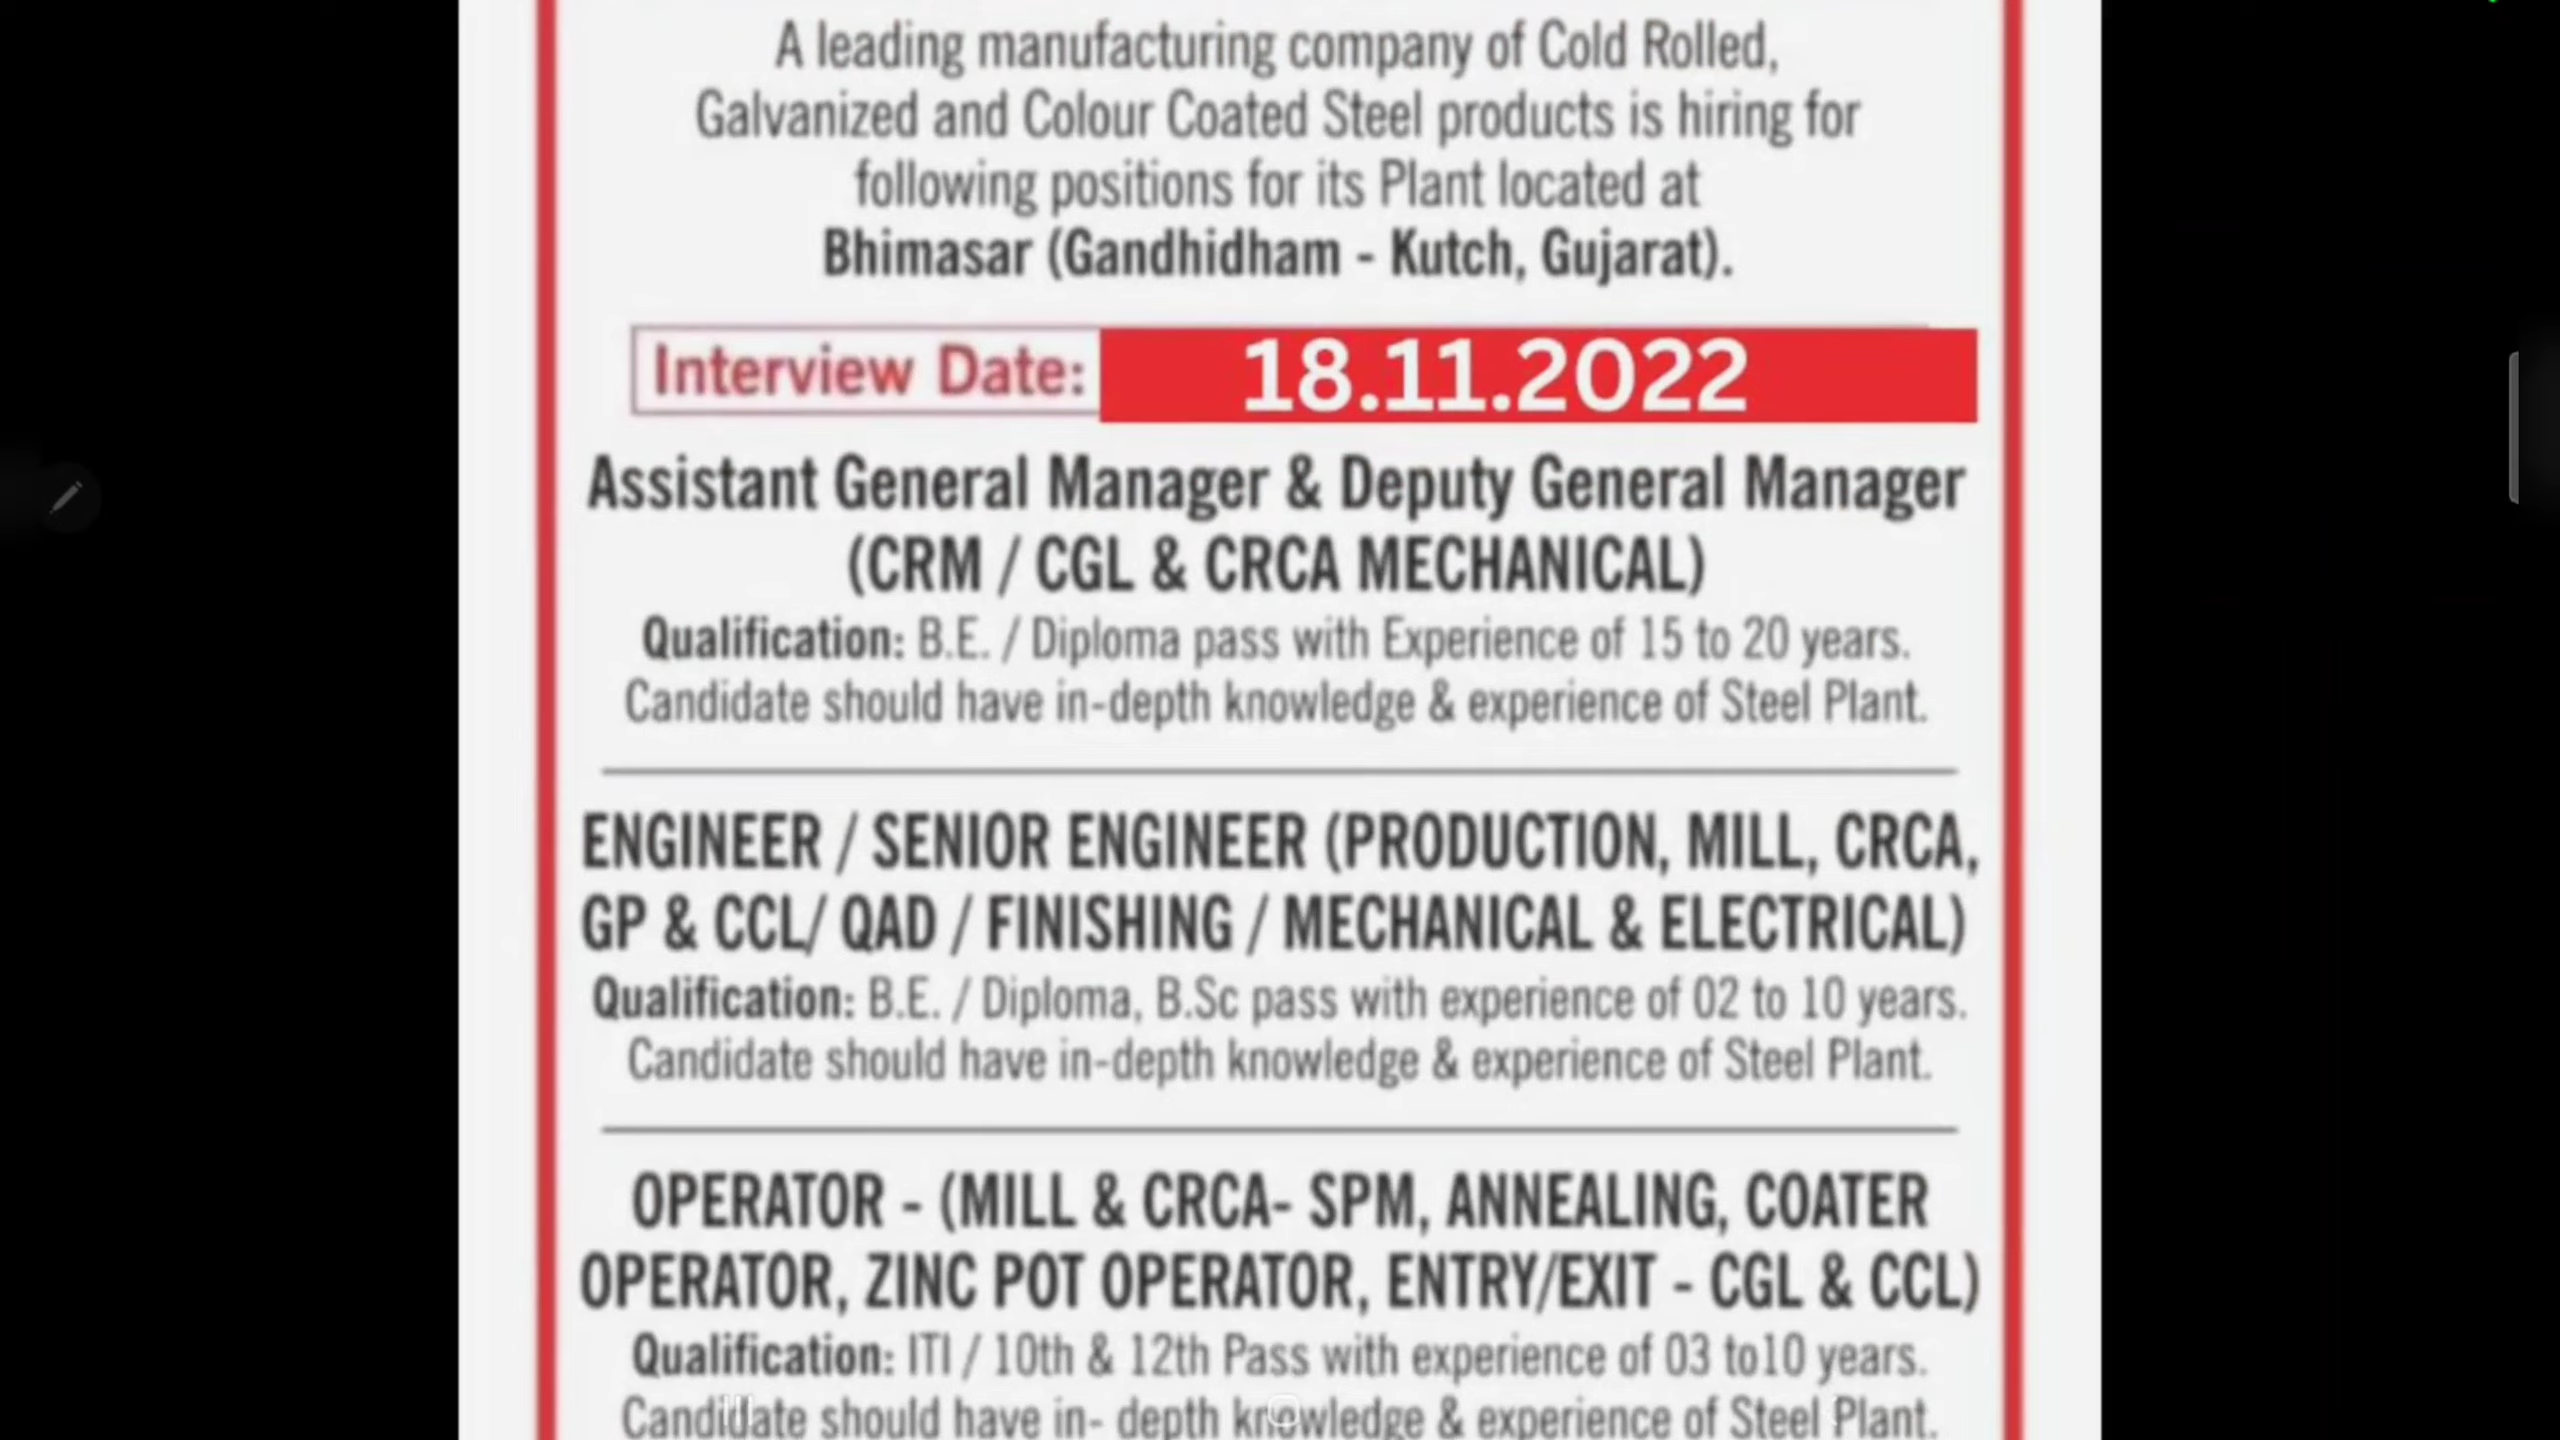 A leading manufacturing company of Cold Rolled,
Galvanized and Colour Coated Steel products is hiring for
following positions for its Plant located at
Bhimasar (Gandhidham - Kutch, Gujarat).
Interview Date: 18.11.2022
Assistant General Manager & Deputy General Manager
(CRM / CGL & CRCA MECHANICAL)
Qualification: B.E. / Diploma pass with Experience of 15 to 20 years.
Candidate should have in-depth knowledge & experience of Steel Plant.
ENGINEER / SENIOR ENGINEER (PRODUCTION, MILL, CRCA,
GP & CCL/ QAD / FINISHING / MECHANICAL & ELECTRICAL)
Qualification: B.E. / Diploma, B.Sc pass with experience of 02 to 10 years.
Candidate should have in-depth knowledge & experience of Steel Plant.
OPERATOR - (MILL & CRCA- SPM, ANNEALING, COATER
OPERATOR, ZINC POT OPERATOR, ENTRY/EXIT - CGL & CCL)
Qualification: ITI / 10th & 12th Pass with experience of 03 to10 years.
Candidate should have in- depth knowledge & experience of Steel Plant.